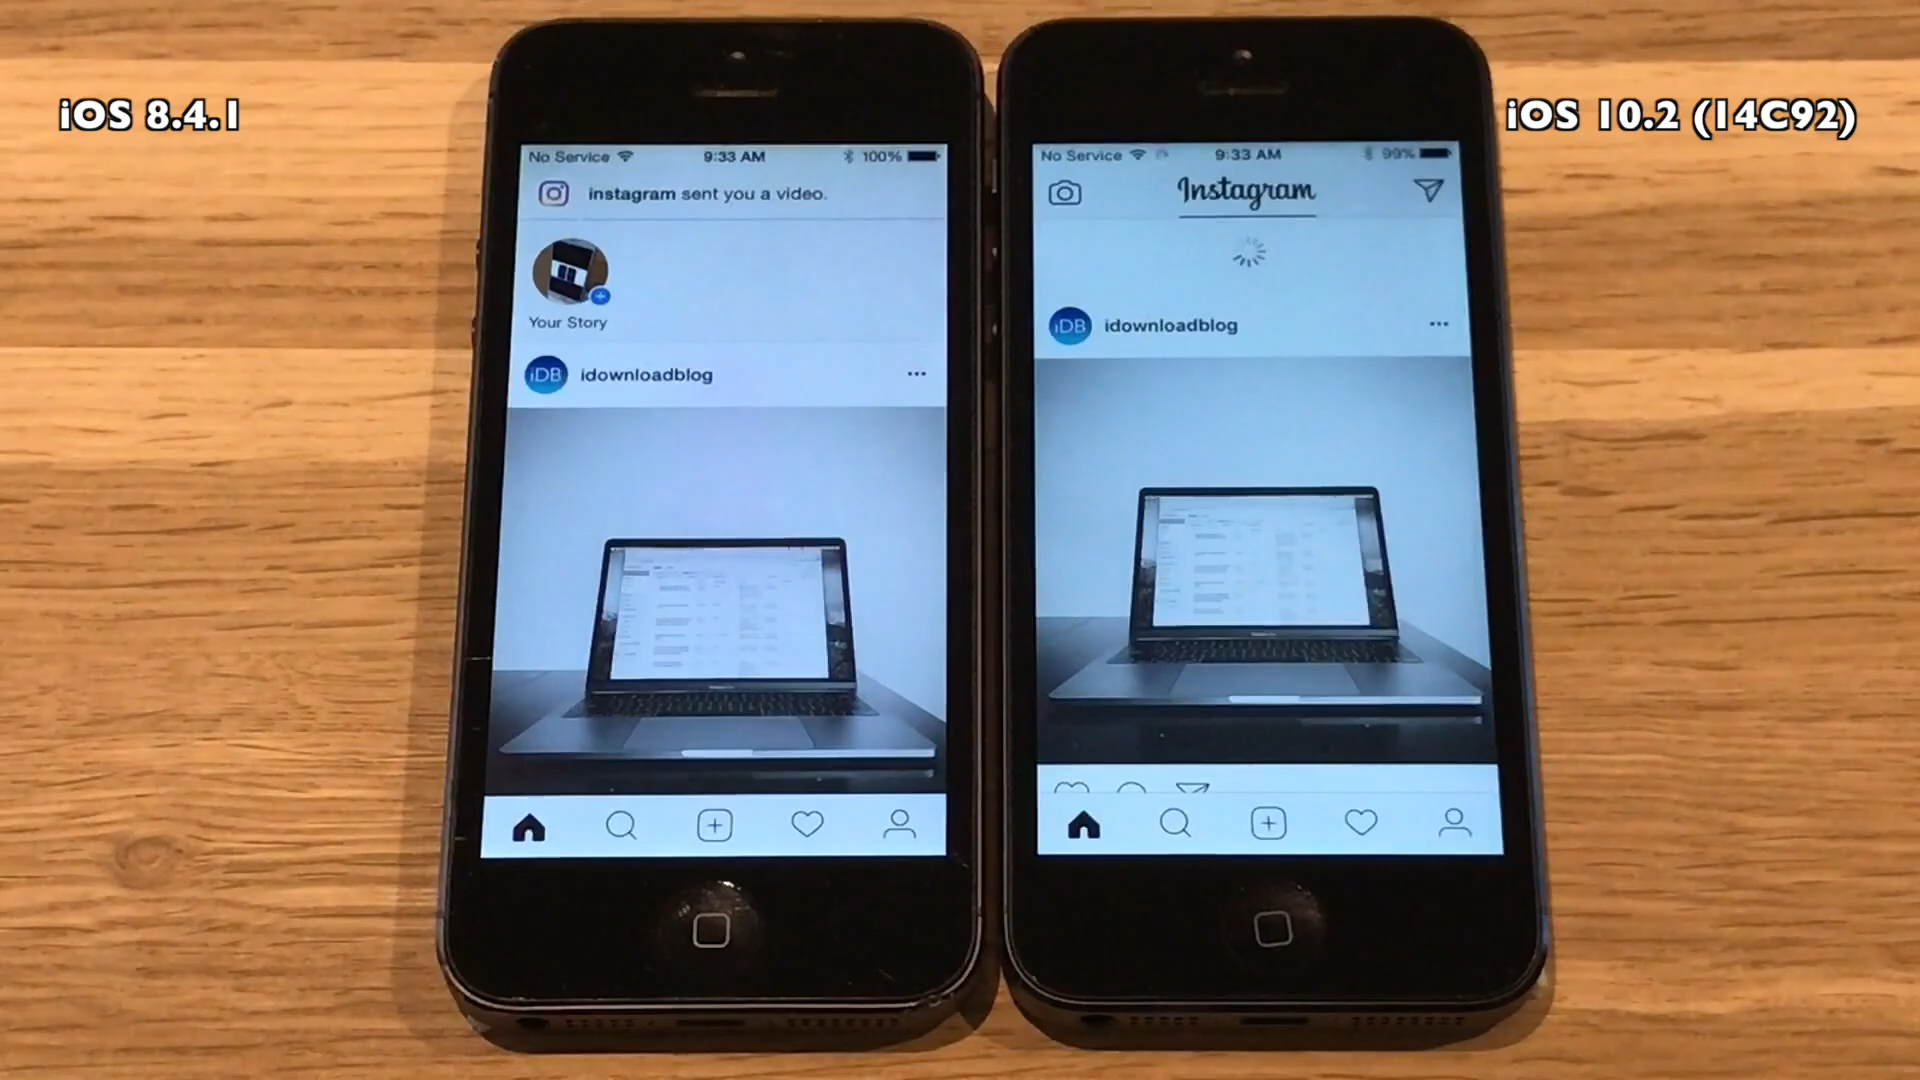 iOS 8.4.1
iOS 10.2 (14C92)
No Service 9:33 AM 100%
instagram sent you a video.
Your Story
iDB idownloadblog
No Service 9:33 AM 99%
Instagram
iDB idownloadblog